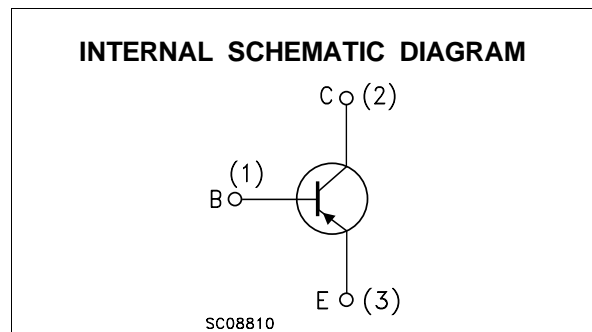 INTERNAL SCHEMATIC DIAGRAM
C (2)
(1)
B
E (3)
SC08810